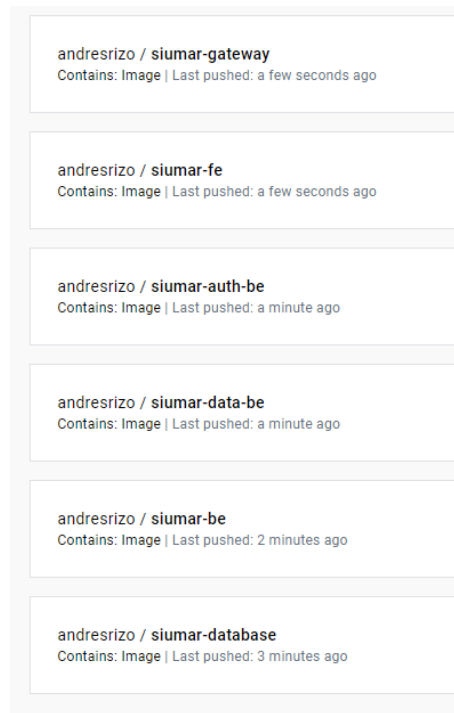 andresrizo / siumar-gateway
Contains: Image | Last pushed: a few seconds ago
andresrizo / siumar-fe
Contains: Image | Last pushed: a few seconds ago
andresrizo / siumar-auth-be
Contains: Image | Last pushed: a minute ago
andresrizo / siumar-data-be
Contains: Image | Last pushed: a minute ago
andresrizo / siumar-be
Contains: Image | Last pushed: 2 minutes ago
andresrizo / siumar-database
Contains: Image | Last pushed: 3 minutes ago